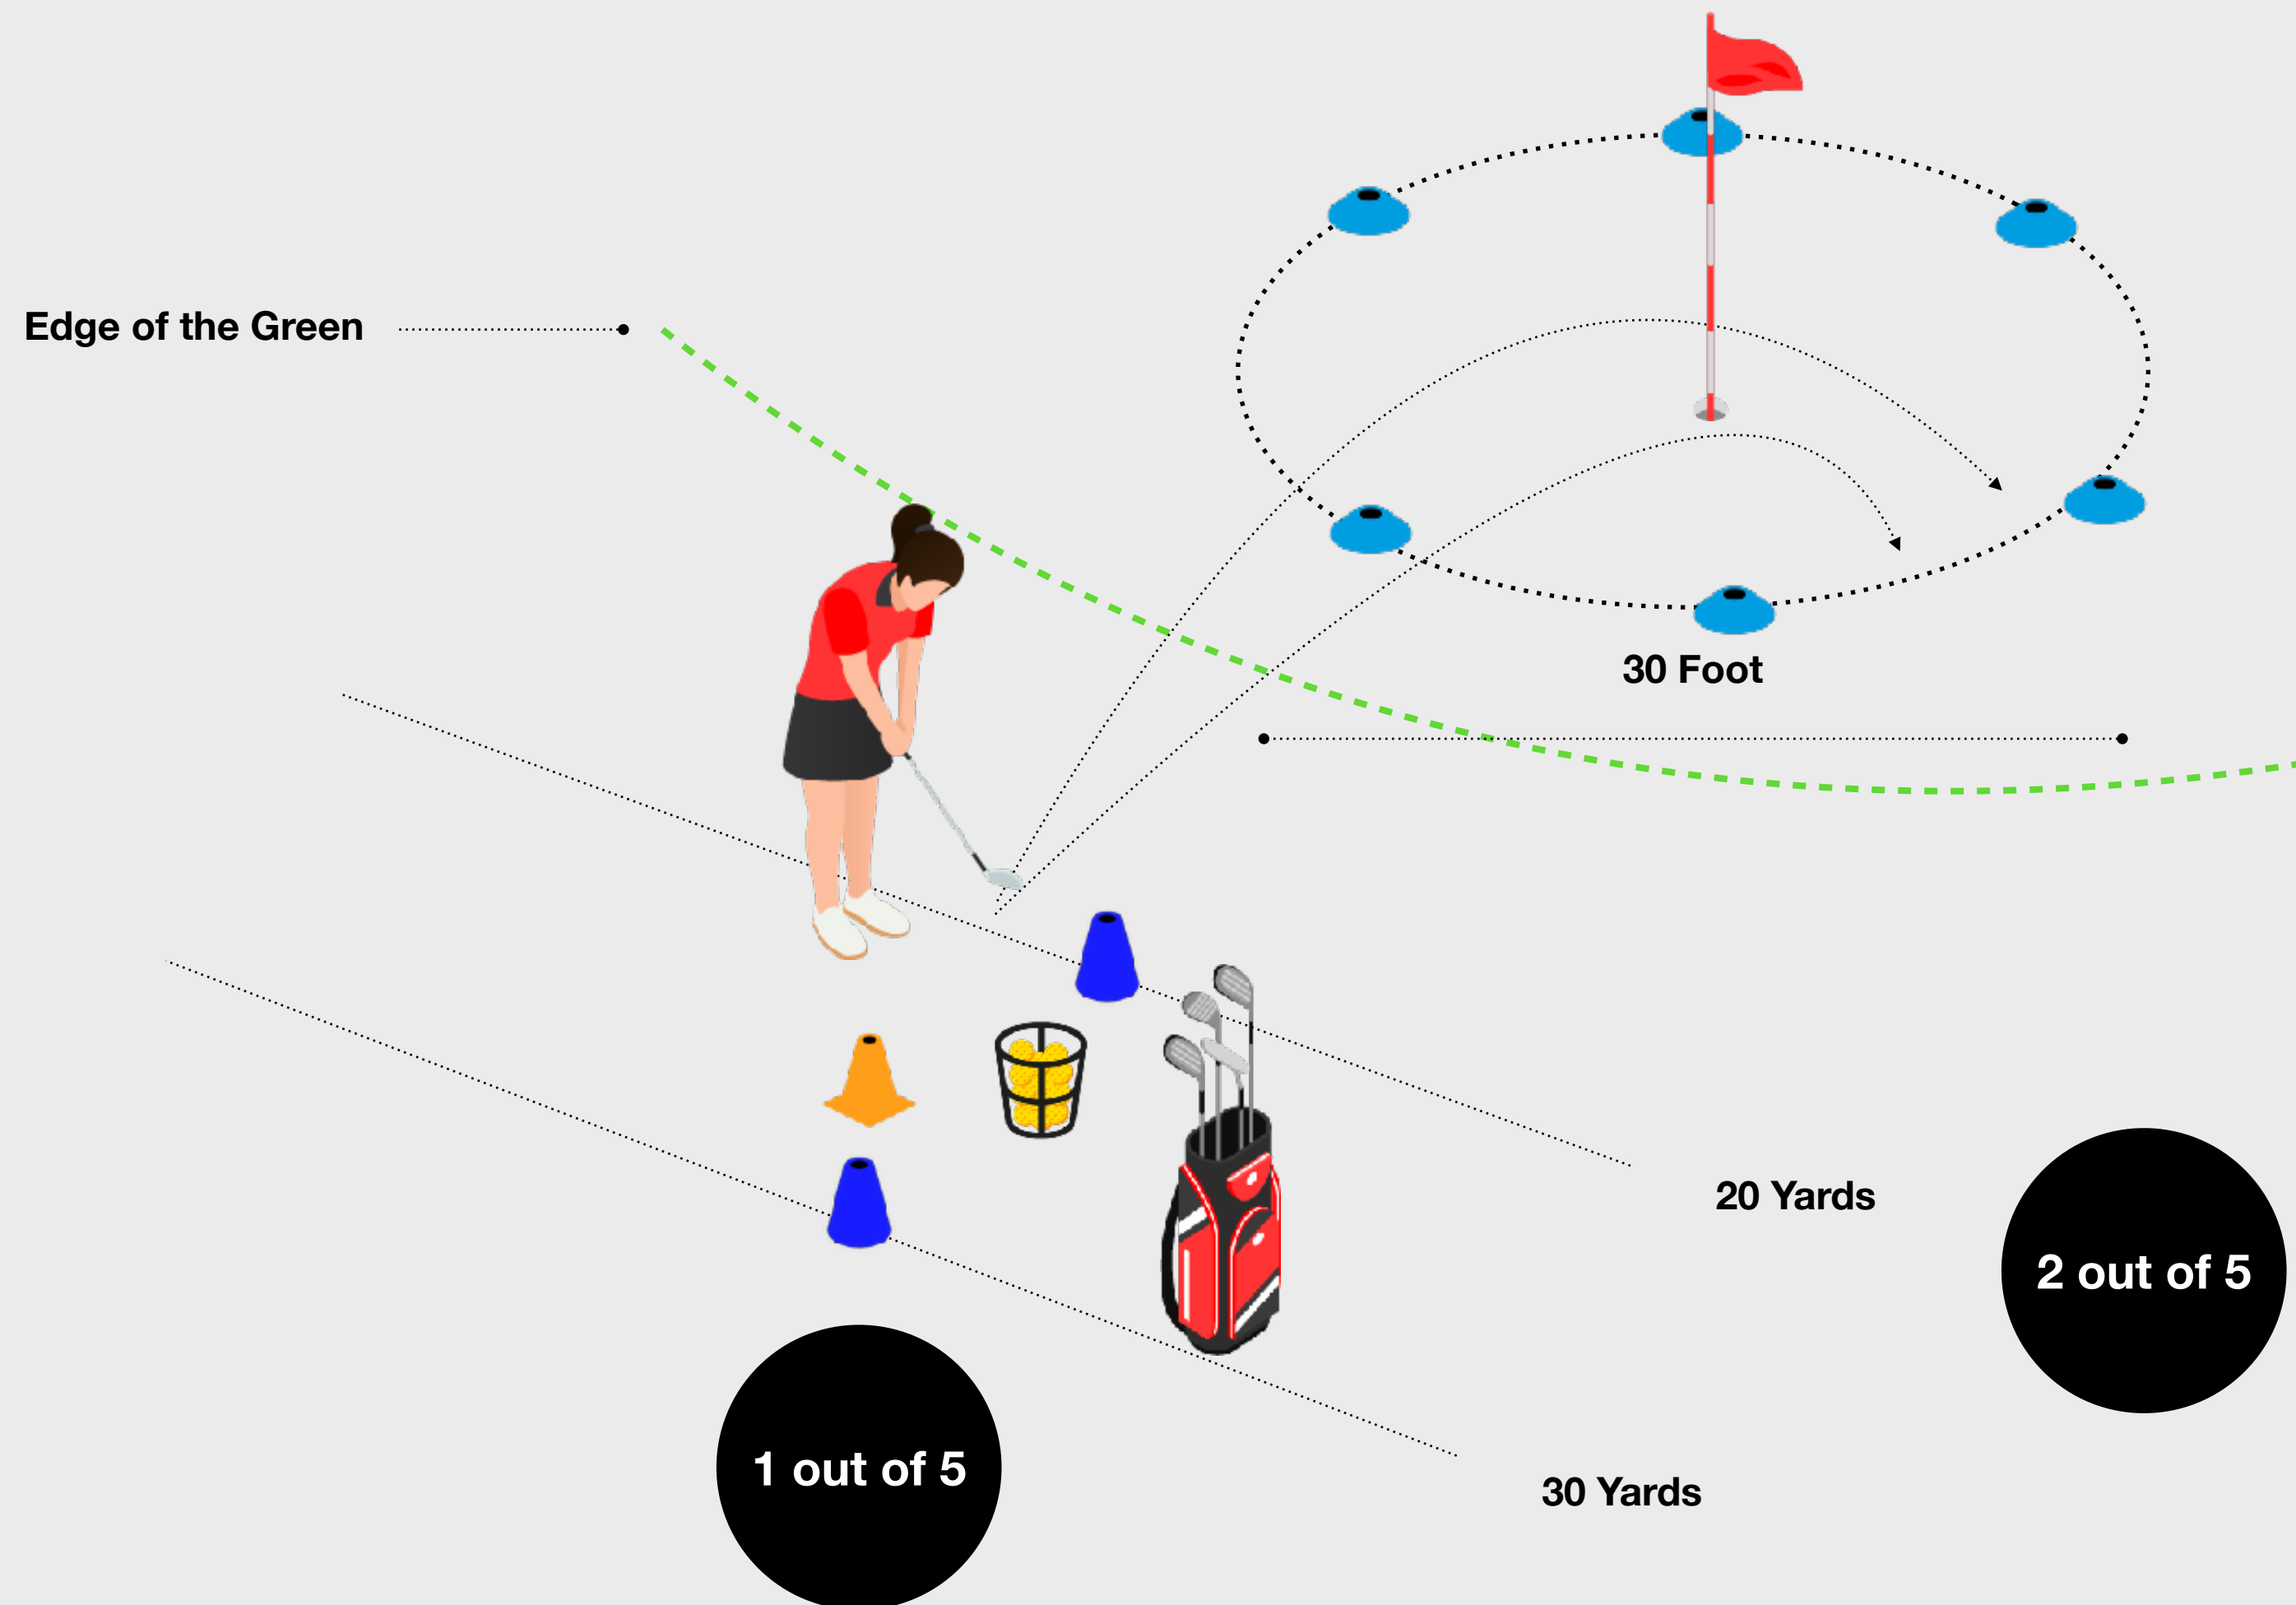 Edge of the Green
30 Foot
20 Yards
2 out of 5
1 out of 5
30 Yards